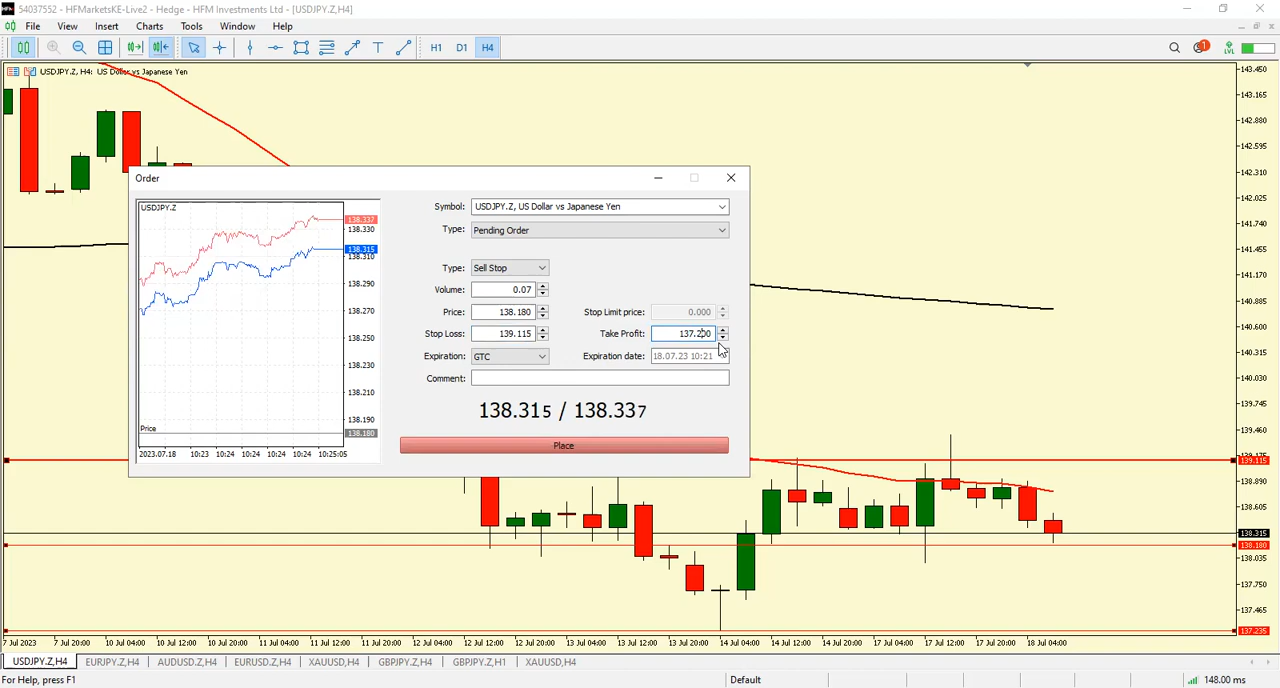 54037552 - HFMarketsKE-Live2 - Hedge - HFM Investments Ltd - [USDJPY.Z,H4]
File View Insert Charts Tools Window Help
H1 D1 H4
1
LVL
USDJPY.Z, H4: US Dollar vs Japanese Yen
143.450
143.165
142.880
142.595
142.310
142.025
141.740
141.455
141.170
140.885
140.600
140.315
140.030
139.745
139.460
139.115
138.890
138.605
138.315
138.180
138.035
137.750
137.465
137.235
Order
USDJPY.Z
138.337
138.330
138.315
138.310
138.290
138.270
138.250
138.230
138.210
138.190
138.180
Price
2023.07.18 10:23 10:24 10:24 10:24 10:25:05
Symbol: USDJPY.Z, US Dollar vs Japanese Yen
Type: Pending Order
Type: Sell Stop
Volume: 0.07
Price: 138.180 Stop Limit price: 0.000
Stop Loss: 139.115 Take Profit: 137.200
Expiration: GTC Expiration date: 18.07.23 10:21
Comment:
138.315 / 138.337
Place
7 Jul 2023 7 Jul 20:00 10 Jul 04:00 10 Jul 12:00 10 Jul 20:00 11 Jul 04:00 11 Jul 12:00 11 Jul 20:00 12 Jul 04:00 12 Jul 12:00 12 Jul 20:00 13 Jul 04:00 13 Jul 12:00 13 Jul 20:00 14 Jul 04:00 14 Jul 12:00 14 Jul 20:00 17 Jul 04:00 17 Jul 12:00 17 Jul 20:00 18 Jul 04:00
USDJPY.Z,H4 EURJPY.Z,H4 AUDUSD.Z,H4 EURUSD.Z,H4 XAUUSD,H4 GBPJPY.Z,H4 GBPJPY.Z,H1 XAUUSD,H4
For Help, press F1 Default 148.00 ms